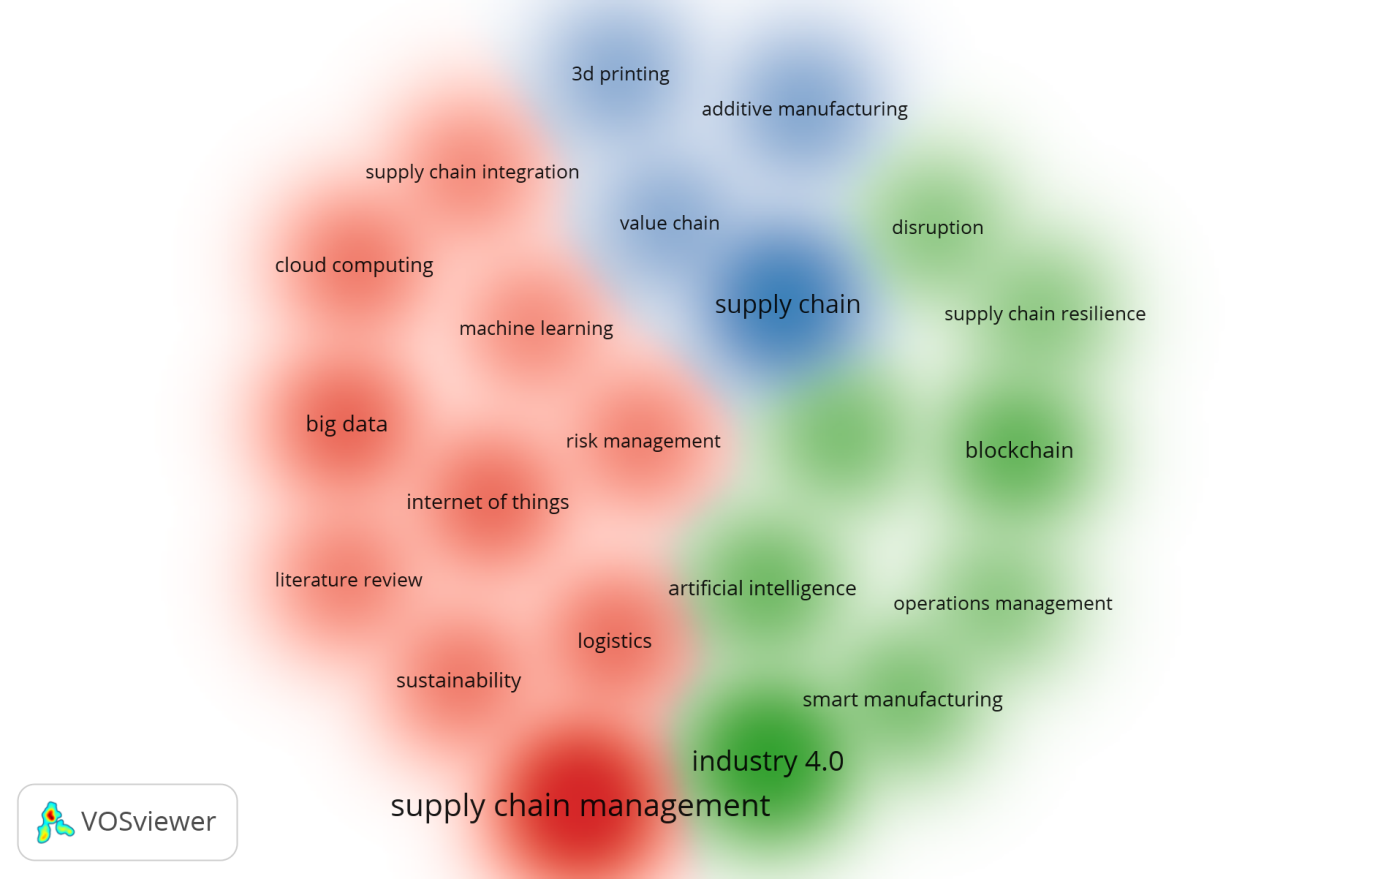 3d printing
additive manufacturing
supply chain integration
value chain
disruption
cloud computing
supply chain
supply chain resilience
machine learning
big data
risk management
blockchain
internet of things
literature review
artificial intelligence
operations management
logistics
sustainability
smart manufacturing
industry 4.0
supply chain management
VOSviewer